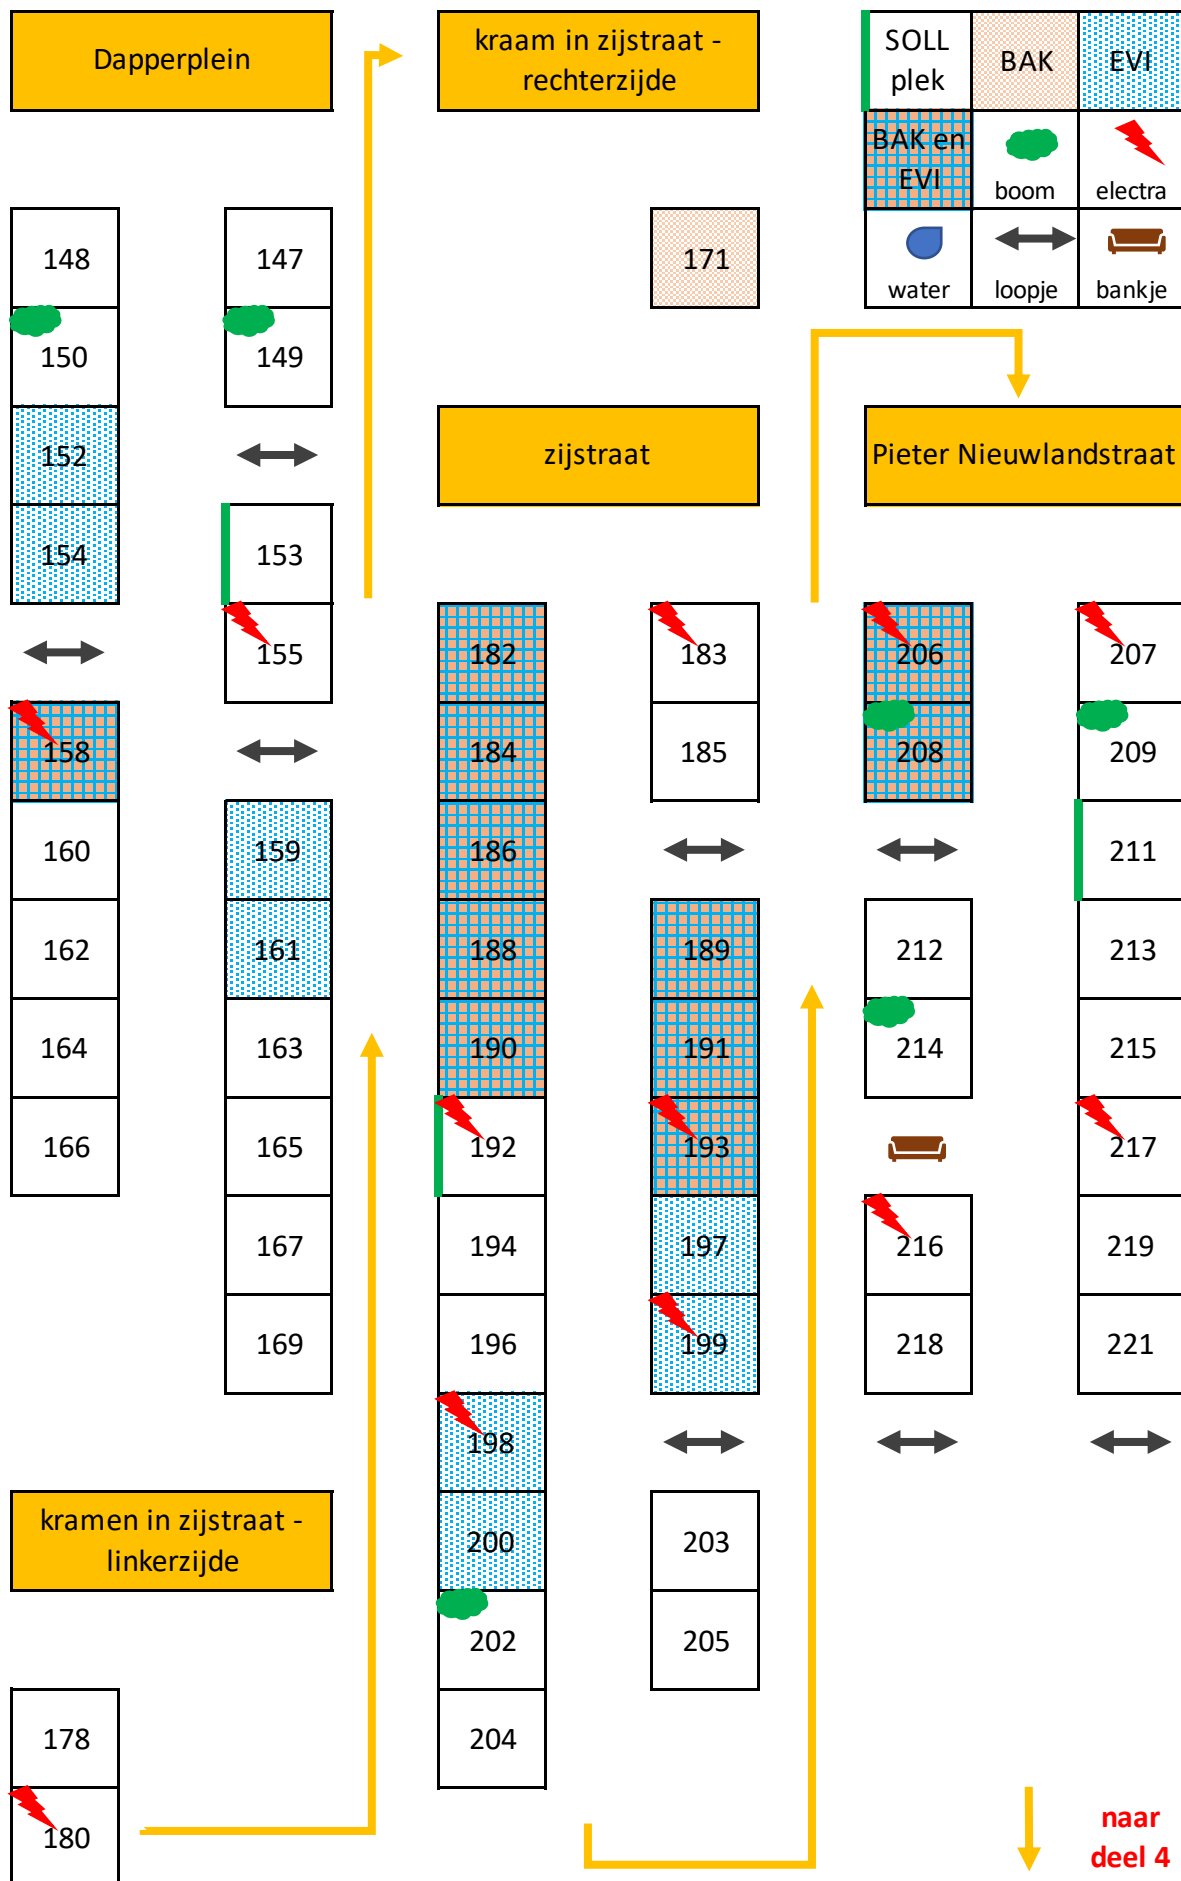 Dapperplein
kraam in zijstraat -
rechterzijde
SOLL
plek
BAK
EVI
BAK en
EVI
boom
electra
water
loopje
bankje
148
147
171
150
149
152
zijstraat
Pieter Nieuwlandstraat
154
153
155
182
183
206
207
158
184
185
208
209
160
159
186
211
162
161
188
189
212
213
164
163
190
191
214
215
166
165
192
193
217
167
194
197
216
219
169
196
199
218
221
198
kramen in zijstraat -
linkerzijde
200
203
202
205
178
204
180
naar
deel 4